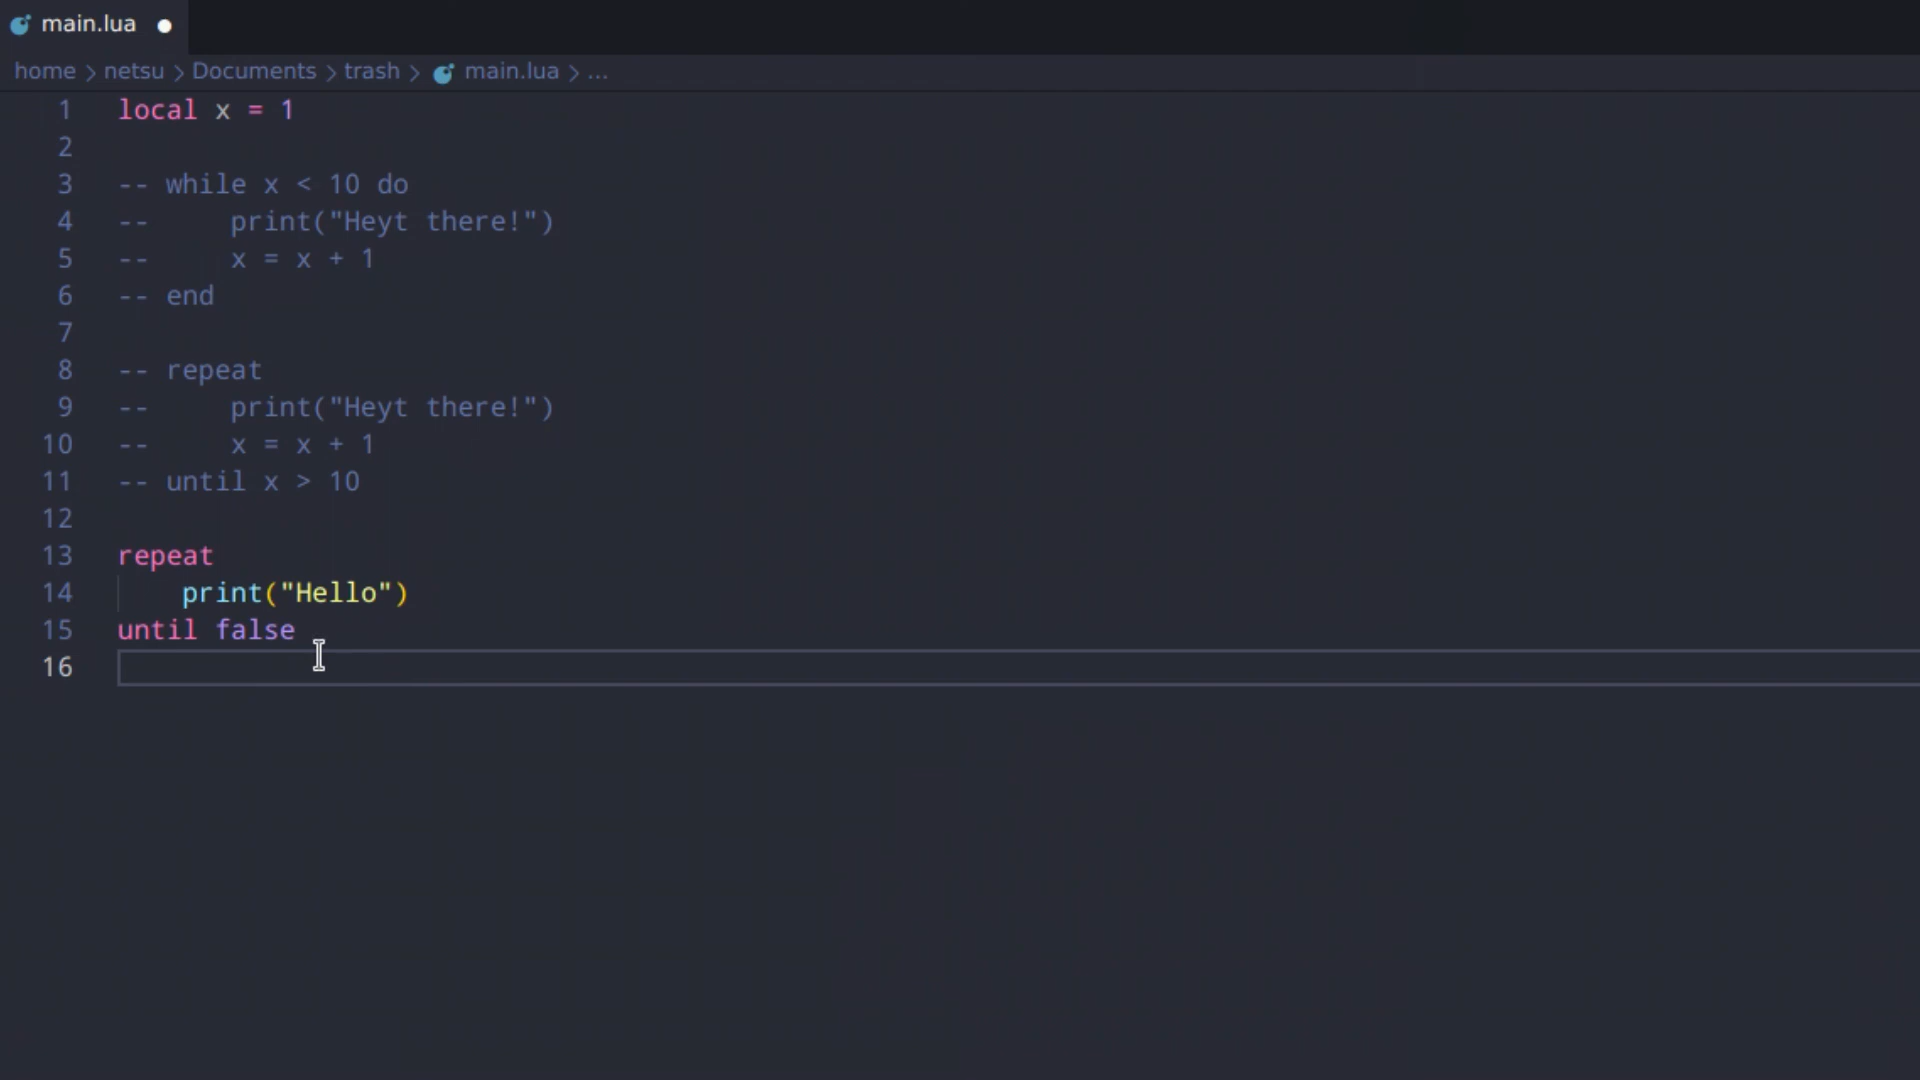 main.lua
home > netsu > Documents > trash > main.lua > ...
1 local x = 1
2
3 -- while x < 10 do
4 --     print("Heyt there!")
5 --     x = x + 1
6 -- end
7
8 -- repeat
9 --     print("Heyt there!")
10 --     x = x + 1
11 -- until x > 10
12
13 repeat
14     print("Hello")
15 until false
16